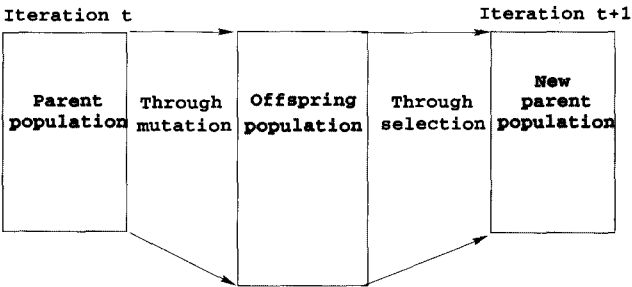 Iteration t
Iteration t+1
Parent
population
Through
mutation
Offspring
population
Through
selection
New
parent
population